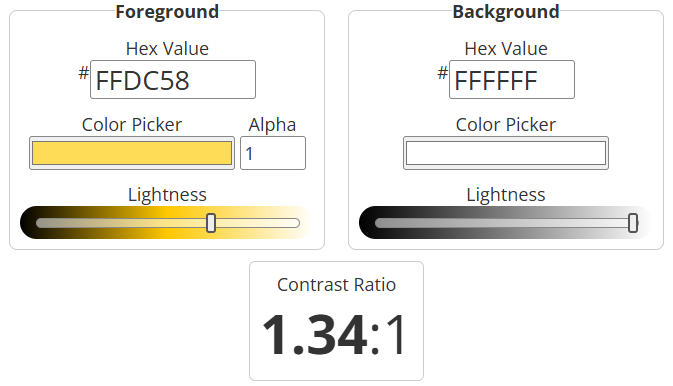 Foreground
Hex Value
#FFDC58
Color Picker
Alpha
1
Lightness
Background
Hex Value
#FFFFFF
Color Picker
Lightness
Contrast Ratio
1.34:1